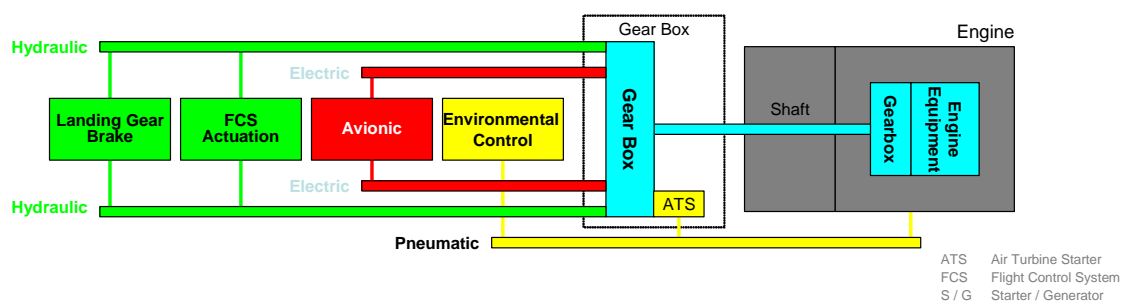 Engine
Gear Box
Hydraulic
Electric
Landing Gear
Brake
FCS
Actuation
Avionic
Environmental
Control
Gear Box
Shaft
Gearbox
Engine
Equipment
Electric
ATS
Hydraulic
Pneumatic
ATS Air Turbine Starter
FCS Flight Control System
S / G Starter / Generator